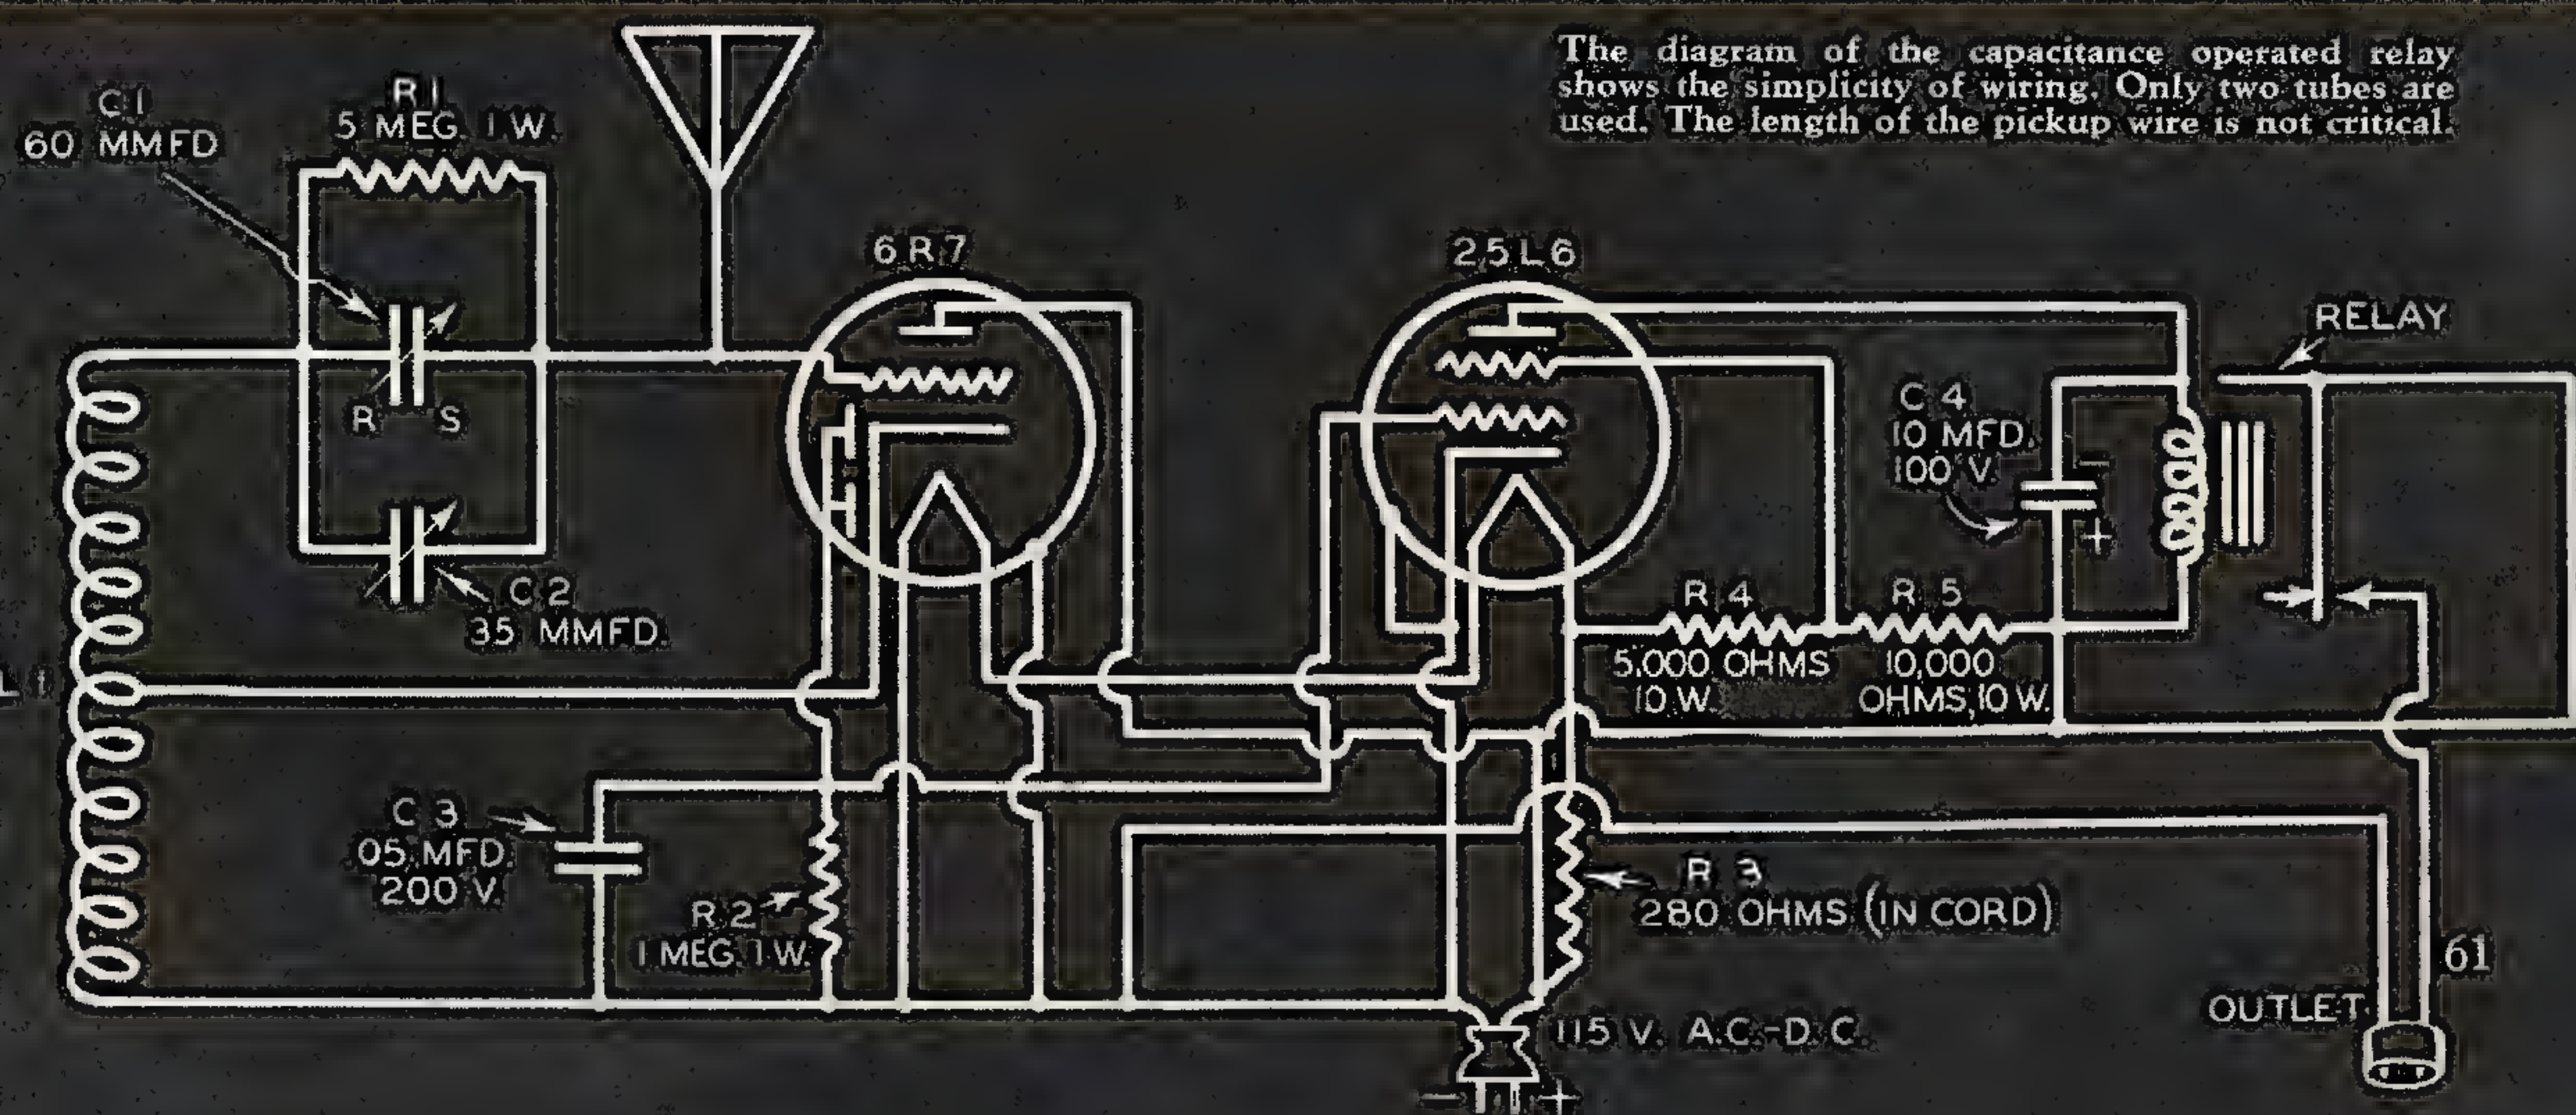 The diagram of the capacitance operated relay
shows the simplicity of wiring. Only two tubes are
used. The length of the pickup wire is not critical.
C 1
60 MMFD
R 1
5 MEG. 1 W.
6 R 7
25 L 6
RELAY
R S
C 4
10 MFD.
100 V.
-
+
C 2
35 MMFD.
R 4
5,000 OHMS
10 W.
R 5
10,000
OHMS, 10 W.
L 1
C 3
05 MFD.
200 V.
R 2
1 MEG. 1 W.
R 3
280 OHMS (IN CORD)
61
OUTLET
115 V. A.C.-D.C.
- +